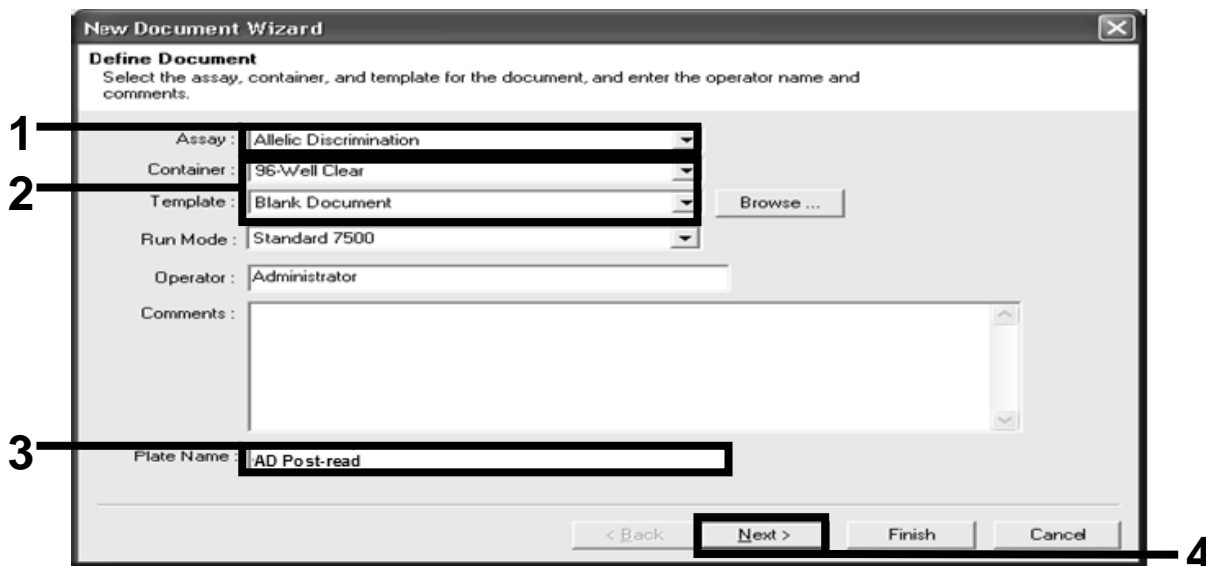 New Document Wizard
Define Document
Select the assay, container, and template for the document, and enter the operator name and
comments.
1
Assay : Allelic Discrimination
2
Container : 96-Well Clear
Template : Blank Document Browse ...
Run Mode : Standard 7500
Operator : Administrator
Comments :
3
Plate Name : AD Post-read
< Back Next > Finish Cancel
4